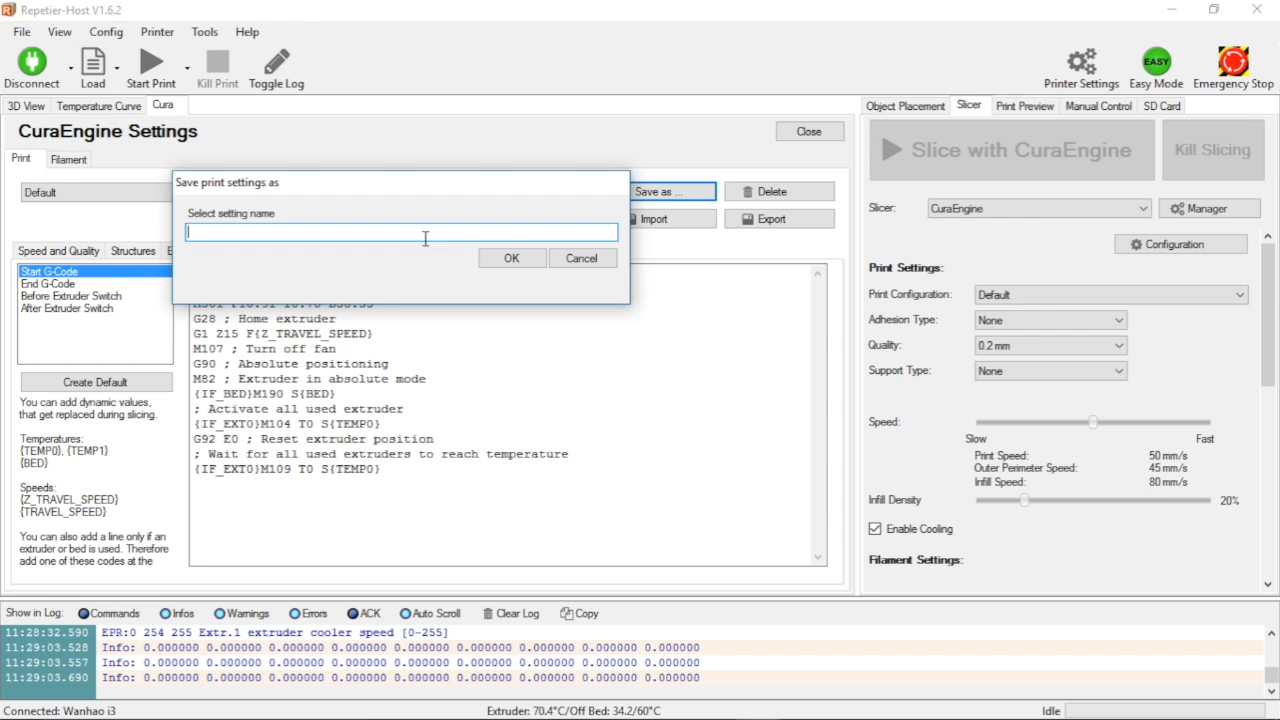 Repetier-Host V1.6.2
File View Config Printer Tools Help
Disconnect Load Start Print Kill Print Toggle Log Printer Settings EASY Easy Mode Emergency Stop
3D View Temperature Curve Cura
Object Placement Slicer Print Preview Manual Control SD Card
CuraEngine Settings
Close
Print Filament
Default
Save as ... Delete
Import Export
Speed and Quality Structures
Save print settings as
Select setting name
OK Cancel
Start G-Code
End G-Code
Before Extruder Switch
After Extruder Switch
Create Default
You can add dynamic values,
that get replaced during slicing.
Temperatures:
{TEMP0}, {TEMP1}
{BED}
Speeds:
{Z_TRAVEL_SPEED}
{TRAVEL_SPEED}
You can also add a line only if an
extruder or bed is used. Therefore
add one of these codes at the
G28 ; Home extruder
G1 Z15 F{Z_TRAVEL_SPEED}
M107 ; Turn off fan
G90 ; Absolute positioning
M82 ; Extruder in absolute mode
{IF_BED}M190 S{BED}
; Activate all used extruder
{IF_EXT0}M104 T0 S{TEMP0}
G92 E0 ; Reset extruder position
; Wait for all used extruders to reach temperature
{IF_EXT0}M109 T0 S{TEMP0}
Slice with CuraEngine Kill Slicing
Slicer: CuraEngine Manager
Configuration
Print Settings:
Print Configuration: Default
Adhesion Type: None
Quality: 0.2 mm
Support Type: None
Speed:
Slow Fast
Print Speed: 50 mm/s
Outer Perimeter Speed: 45 mm/s
Infill Speed: 80 mm/s
Infill Density 20%
Enable Cooling
Filament Settings:
Show in Log: Commands Infos Warnings Errors ACK Auto Scroll Clear Log Copy
11:28:32.590 EPR:0 254 255 Extr.1 extruder cooler speed [0-255]
11:29:03.528 Info: 0.000000 0.000000 0.000000 0.000000 0.000000 0.000000 0.000000 0.000000 0.000000
11:29:03.557 Info: 0.000000 0.000000 0.000000 0.000000 0.000000 0.000000 0.000000 0.000000 0.000000
11:29:03.690 Info: 0.000000 0.000000 0.000000 0.000000 0.000000 0.000000 0.000000 0.000000 0.000000
Connected: Wanhao i3 Extruder: 70.4°C/Off Bed: 34.2/60°C Idle